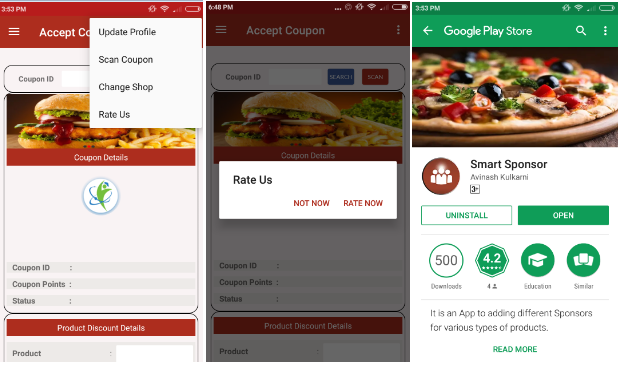 3:53 PM
Accept Co
Update Profile
Scan Coupon
Change Shop
Rate Us
Coupon ID
Coupon Details
Coupon ID :
Coupon Points :
Status :
Product Discount Details
Product :
6:48 PM
Accept Coupon
Coupon ID
SEARCH
SCAN
Coupon Details
Rate Us
NOT NOW RATE NOW
Coupon ID :
Coupon Points :
Status :
Product Discount Details
Product :
3:53 PM
Google Play Store
Smart Sponsor
Avinash Kulkarni
3+
UNINSTALL
OPEN
500
Downloads
4.2
4
Education
Similar
It is an App to adding different Sponsors
for various types of products.
READ MORE